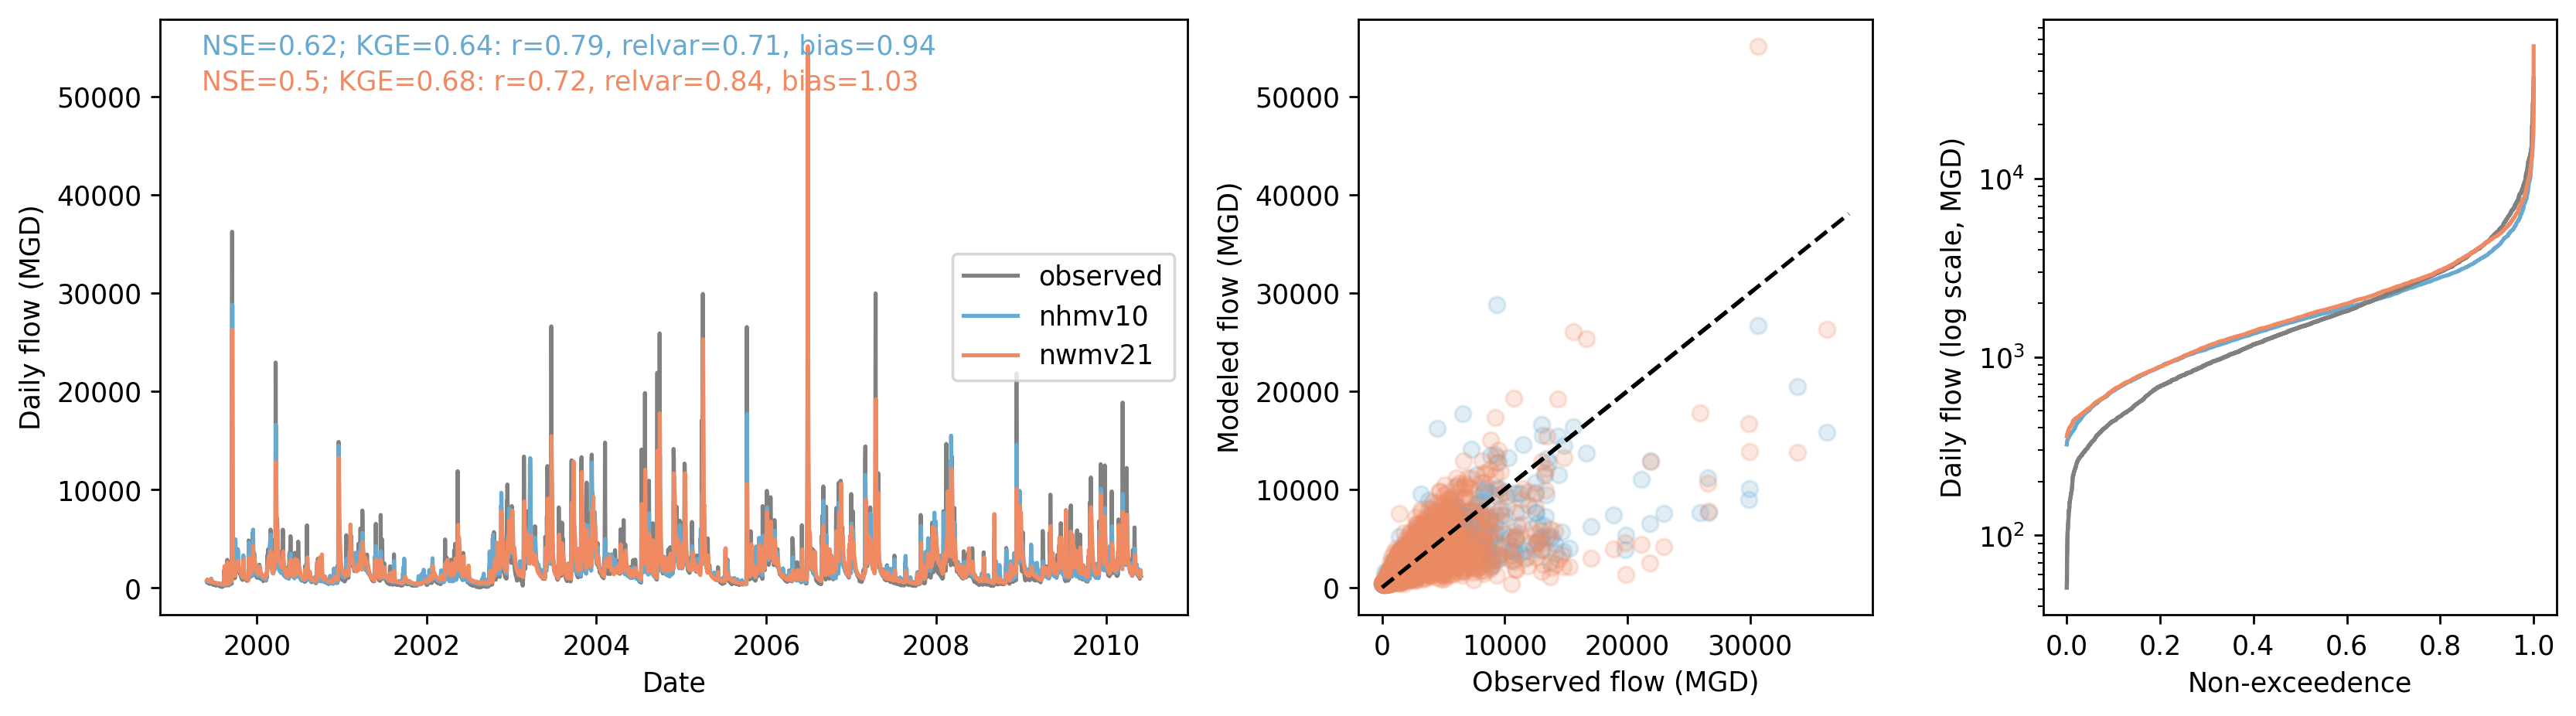 NSE=0.62; KGE=0.64: r=0.79, relvar=0.71, bias=0.94
NSE=0.5; KGE=0.68: r=0.72, relvar=0.84, bias=1.03
Daily flow (MGD)
50000
40000
30000
20000
10000
0
observed
nhmv10
nwmv21
2000 2002 2004 2006 2008 2010
Date
Modeled flow (MGD)
50000
40000
30000
20000
10000
0
0 10000 20000 30000
Observed flow (MGD)
Daily flow (log scale, MGD)
10⁴
10³
10²
0.0 0.2 0.4 0.6 0.8 1.0
Non-exceedence